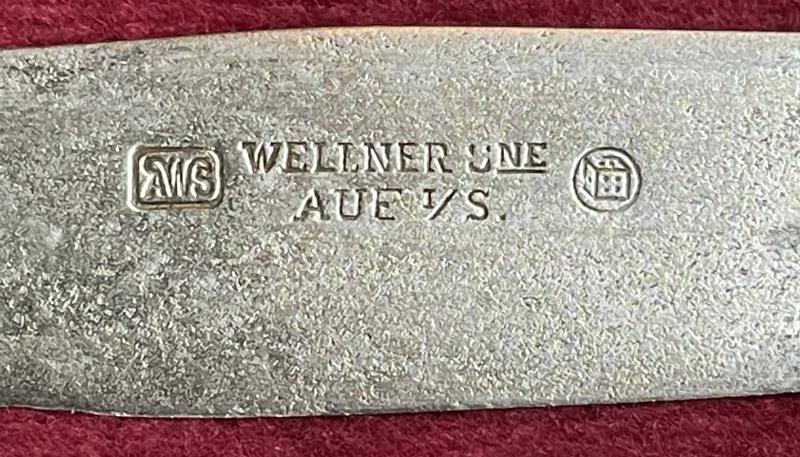 AWS WELLNER SNE
AUE I/S.